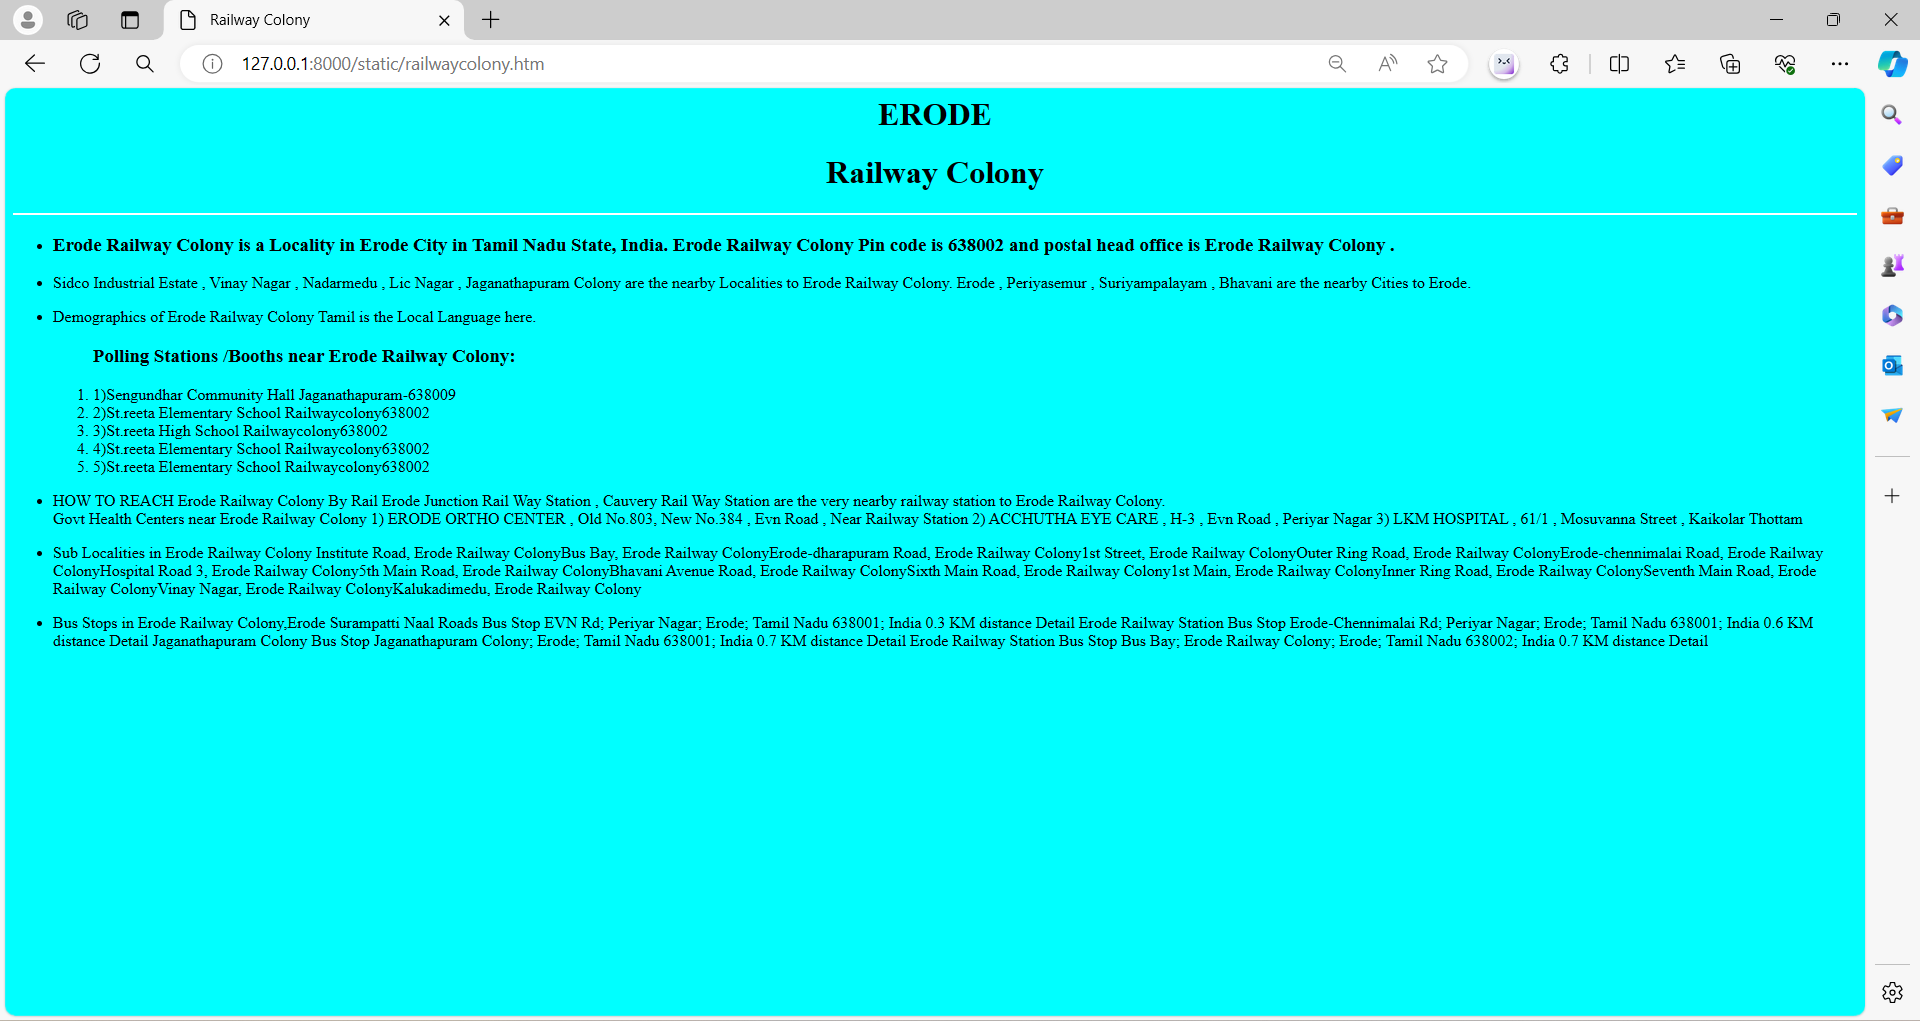 Railway Colony
127.0.0.1:8000/static/railwaycolony.htm
ERODE
Railway Colony
• Erode Railway Colony is a Locality in Erode City in Tamil Nadu State, India. Erode Railway Colony Pin code is 638002 and postal head office is Erode Railway Colony .
• Sidco Industrial Estate , Vinay Nagar , Nadarmedu , Lic Nagar , Jaganathapuram Colony are the nearby Localities to Erode Railway Colony. Erode , Periyasemur , Suriyampalayam , Bhavani are the nearby Cities to Erode.
• Demographics of Erode Railway Colony Tamil is the Local Language here.
Polling Stations /Booths near Erode Railway Colony:
1. 1)Sengundhar Community Hall Jaganathapuram-638009
2. 2)St.reeta Elementary School Railwaycolony638002
3. 3)St.reeta High School Railwaycolony638002
4. 4)St.reeta Elementary School Railwaycolony638002
5. 5)St.reeta Elementary School Railwaycolony638002
• HOW TO REACH Erode Railway Colony By Rail Erode Junction Rail Way Station , Cauvery Rail Way Station are the very nearby railway station to Erode Railway Colony.
Govt Health Centers near Erode Railway Colony 1) ERODE ORTHO CENTER , Old No.803, New No.384 , Evn Road , Near Railway Station 2) ACCHUTHA EYE CARE , H-3 , Evn Road , Periyar Nagar 3) LKM HOSPITAL , 61/1 , Mosuvanna Street , Kaikolar Thottam
• Sub Localities in Erode Railway Colony Institute Road, Erode Railway ColonyBus Bay, Erode Railway ColonyErode-dharapuram Road, Erode Railway Colony1st Street, Erode Railway ColonyOuter Ring Road, Erode Railway ColonyErode-chennimalai Road, Erode Railway
ColonyHospital Road 3, Erode Railway Colony5th Main Road, Erode Railway ColonyBhavani Avenue Road, Erode Railway ColonySixth Main Road, Erode Railway Colony1st Main, Erode Railway ColonyInner Ring Road, Erode Railway ColonySeventh Main Road, Erode
Railway ColonyVinay Nagar, Erode Railway ColonyKalukadimedu, Erode Railway Colony
• Bus Stops in Erode Railway Colony,Erode Surampatti Naal Roads Bus Stop EVN Rd; Periyar Nagar; Erode; Tamil Nadu 638001; India 0.3 KM distance Detail Erode Railway Station Bus Stop Erode-Chennimalai Rd; Periyar Nagar; Erode; Tamil Nadu 638001; India 0.6 KM
distance Detail Jaganathapuram Colony Bus Stop Jaganathapuram Colony; Erode; Tamil Nadu 638001; India 0.7 KM distance Detail Erode Railway Station Bus Stop Bus Bay; Erode Railway Colony; Erode; Tamil Nadu 638002; India 0.7 KM distance Detail